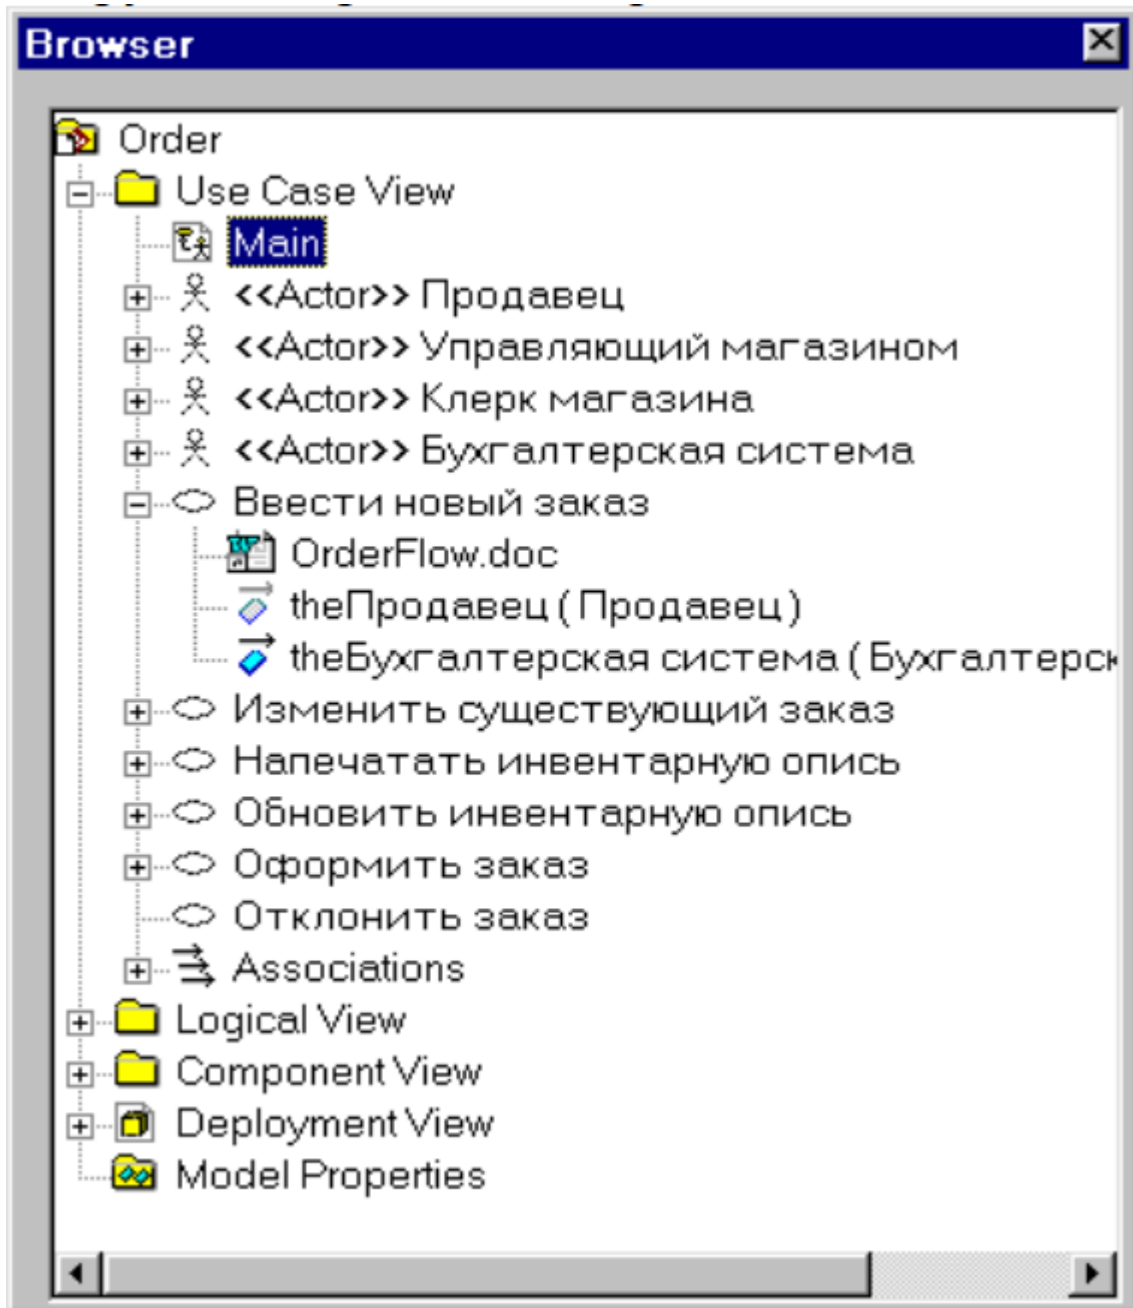 Browser
Order
Use Case View
Main
<<Actor>> Продавец
<<Actor>> Управляющий магазином
<<Actor>> Клерк магазина
<<Actor>> Бухгалтерская система
Ввести новый заказ
OrderFlow.doc
theПродавец ( Продавец )
theБухгалтерская система ( Бухгалтерск
Изменить существующий заказ
Напечатать инвентарную опись
Обновить инвентарную опись
Оформить заказ
Отклонить заказ
Associations
Logical View
Component View
Deployment View
Model Properties